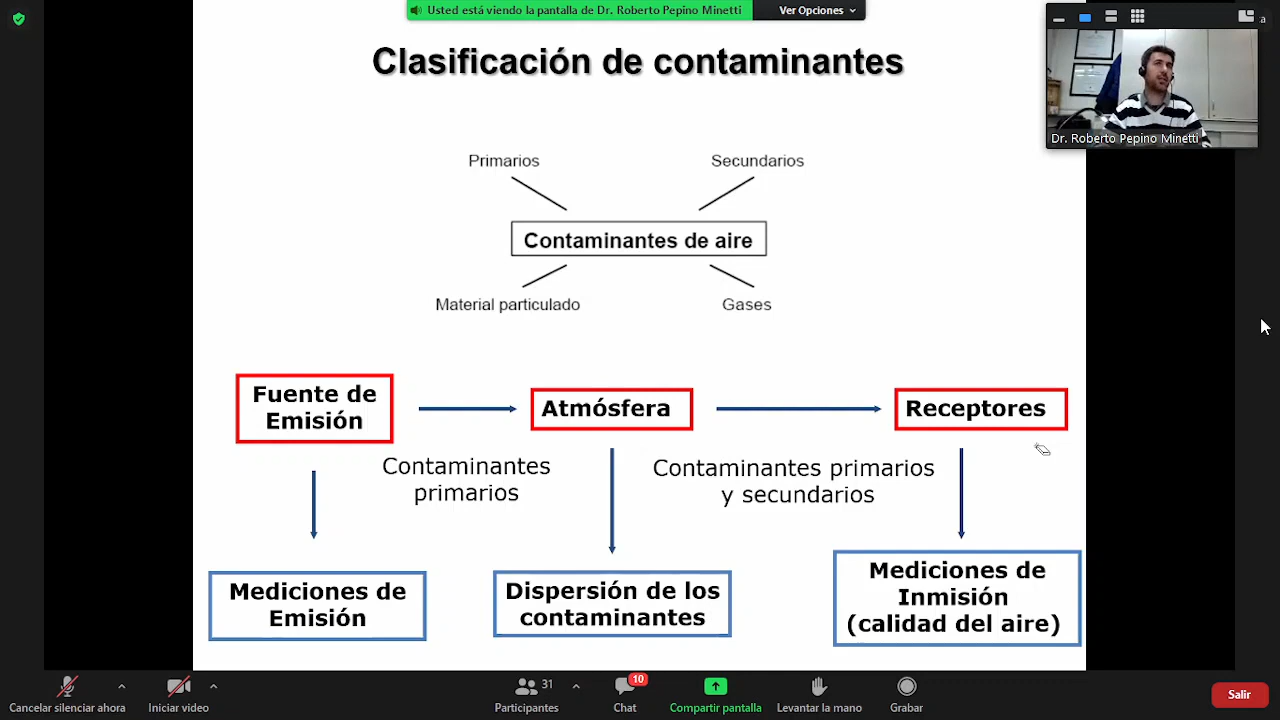 Usted está viendo la pantalla de Dr. Roberto Pepino Minetti
Ver Opciones
a
Clasificación de contaminantes
Dr. Roberto Pepino Minetti
Primarios
Secundarios
Contaminantes de aire
Material particulado
Gases
Fuente de
Emisión
Atmósfera
Receptores
Contaminantes
primarios
Contaminantes primarios
y secundarios
Mediciones de
Emisión
Dispersión de los
contaminantes
Mediciones de
Inmisión
(calidad del aire)
Cancelar silenciar ahora
Iniciar video
31
Participantes
10
Chat
Compartir pantalla
Levantar la mano
Grabar
Salir